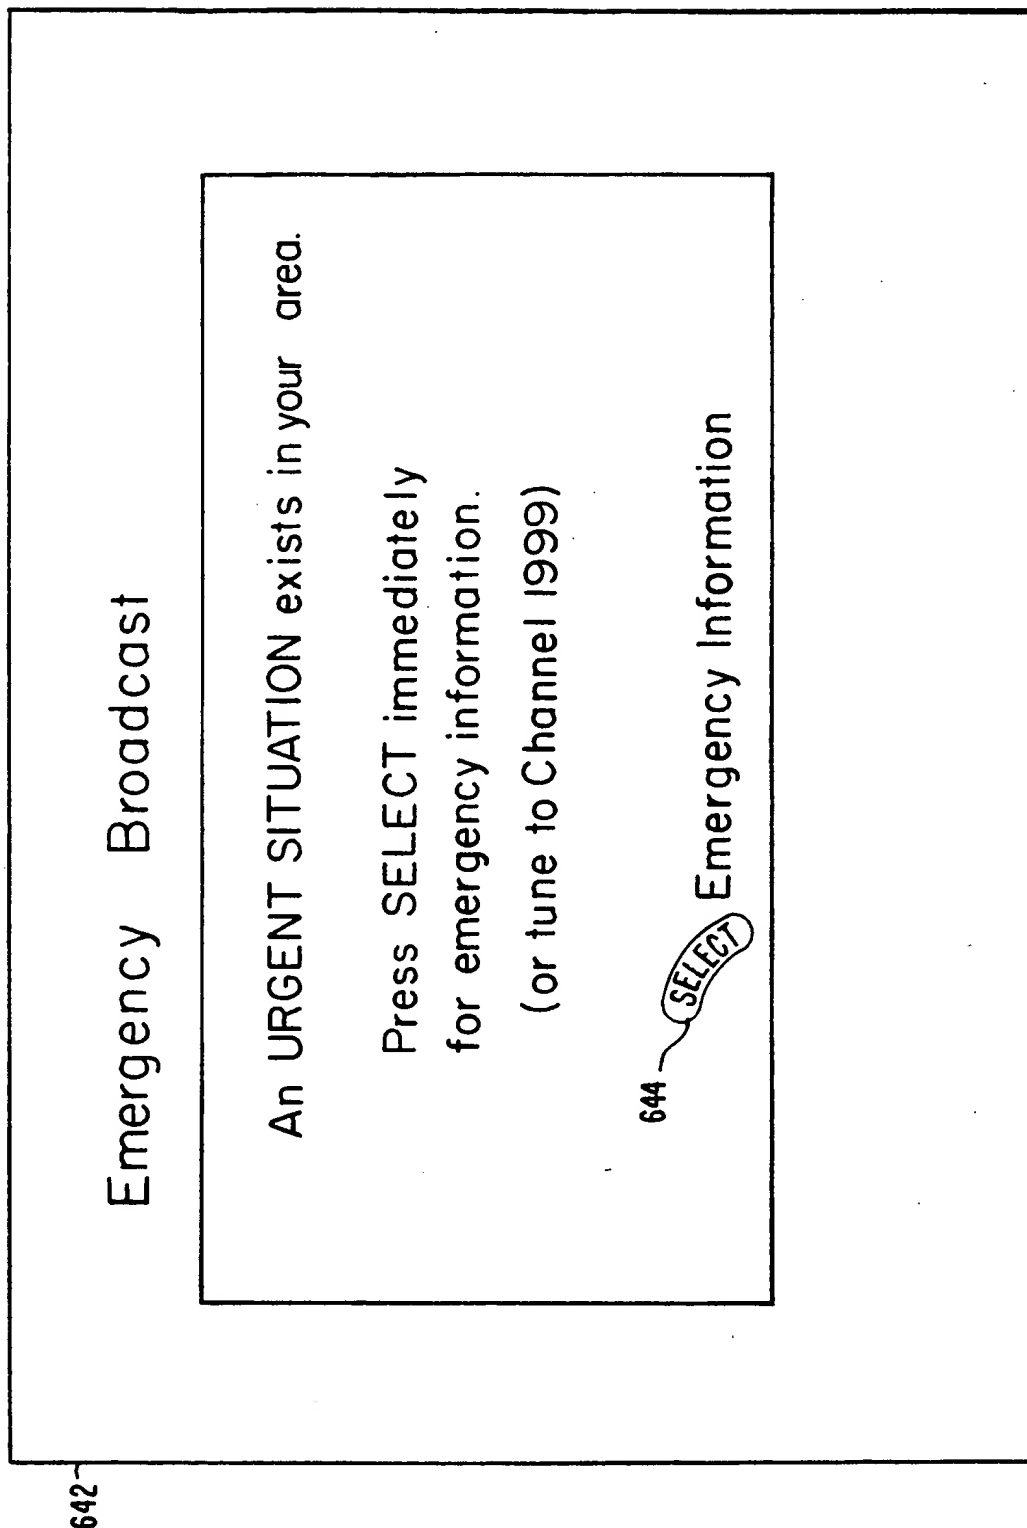 642
Emergency Broadcast
An URGENT SITUATION exists in your area.
Press SELECT immediately
for emergency information.
(or tune to Channel 1999)
644
SELECT Emergency Information